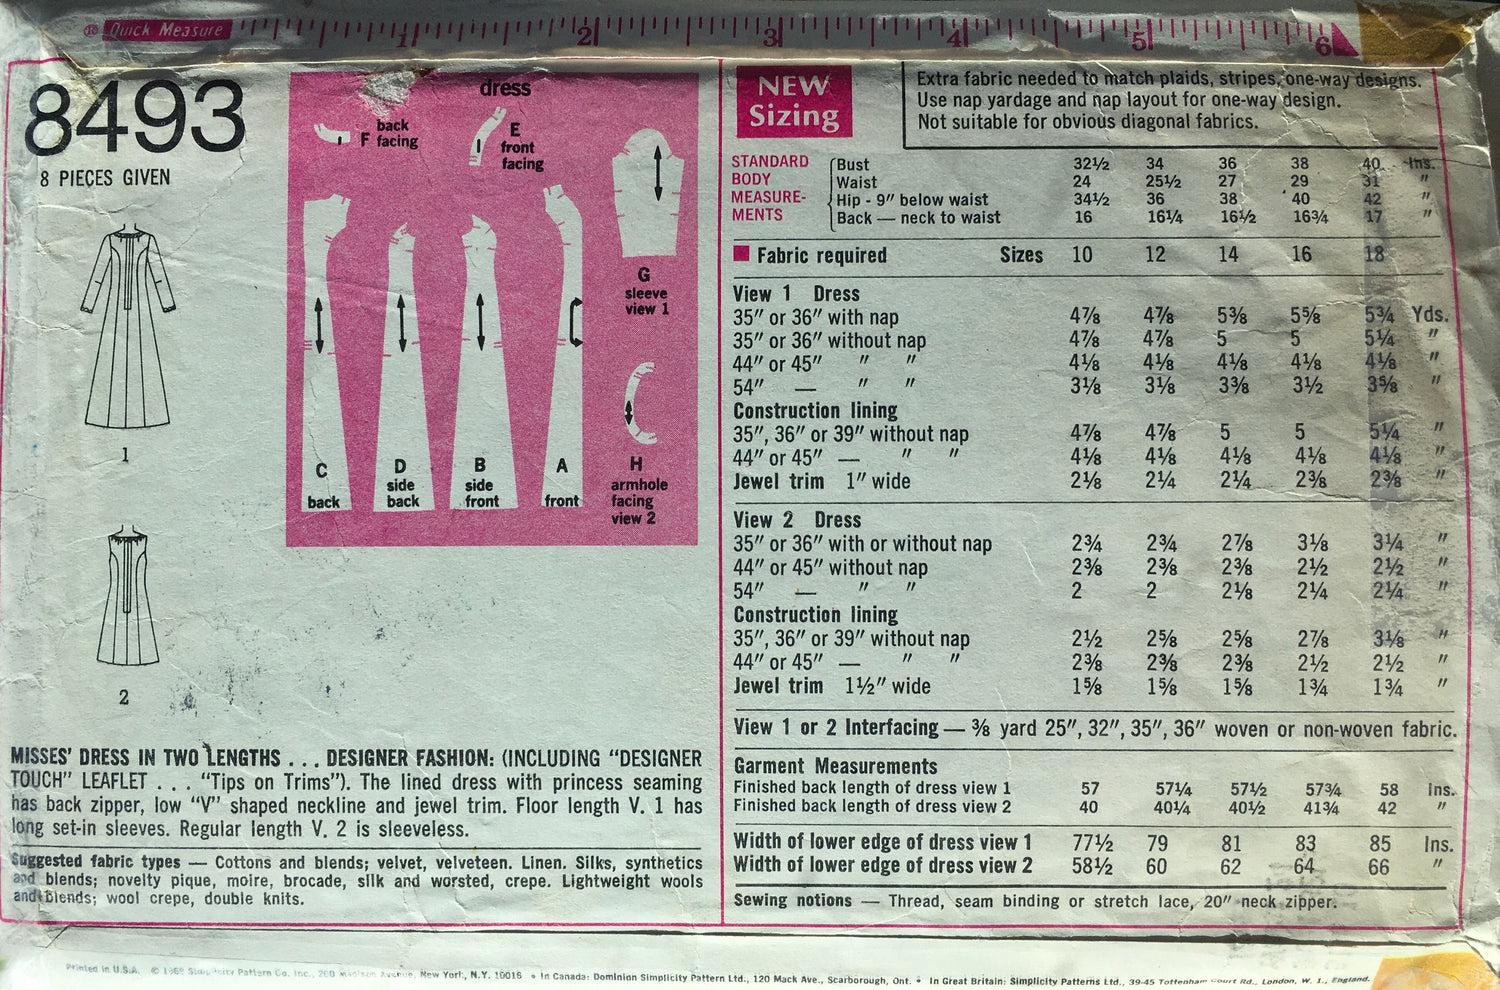 Quick Measure 1 2 3 4 5 6
8493
8 PIECES GIVEN
1
2
dress
F back facing
E front facing
G sleeve view 1
C back
D side back
B side front
A front
H armhole facing view 2
MISSES' DRESS IN TWO LENGTHS . . . DESIGNER FASHION: (INCLUDING "DESIGNER
TOUCH" LEAFLET . . . "Tips on Trims"). The lined dress with princess seaming
has back zipper, low "V" shaped neckline and jewel trim. Floor length V. 1 has
long set-in sleeves. Regular length V. 2 is sleeveless.
Suggested fabric types — Cottons and blends; velvet, velveteen. Linen. Silks, synthetics
and blends; novelty pique, moire, brocade, silk and worsted, crepe. Lightweight wools
and blends; wool crepe, double knits.
NEW
Sizing
Extra fabric needed to match plaids, stripes, one-way designs.
Use nap yardage and nap layout for one-way design.
Not suitable for obvious diagonal fabrics.
STANDARD
BODY
MEASURE-
MENTS
Bust 32½ 34 36 38 40 Ins.
Waist 24 25½ 27 29 31 "
Hip - 9" below waist 34½ 36 38 40 42 "
Back — neck to waist 16 16¼ 16½ 16¾ 17 "
Fabric required Sizes 10 12 14 16 18
View 1 Dress
35" or 36" with nap 4⅞ 4⅞ 5⅜ 5⅝ 5¾ Yds.
35" or 36" without nap 4⅞ 4⅞ 5 5 5¼ "
44" or 45" " " 4⅛ 4⅛ 4⅛ 4⅛ 4⅛ "
54" — " " 3⅛ 3⅛ 3⅜ 3½ 3⅝ "
Construction lining
35", 36" or 39" without nap 4⅞ 4⅞ 5 5 5¼ "
44" or 45" — " " 4⅛ 4⅛ 4⅛ 4⅛ 4⅛ "
Jewel trim 1" wide 2⅛ 2¼ 2¼ 2⅜ 2⅜ "
View 2 Dress
35" or 36" with or without nap 2¾ 2¾ 2⅞ 3⅛ 3¼ "
44" or 45" without nap 2⅜ 2⅜ 2⅜ 2½ 2½ "
54" — " " 2 2 2⅛ 2¼ 2¼ "
Construction lining
35", 36" or 39" without nap 2½ 2⅝ 2⅝ 2⅞ 3⅛ "
44" or 45" — " " 2⅜ 2⅜ 2⅜ 2½ 2½ "
Jewel trim 1½" wide 1⅝ 1⅝ 1⅝ 1¾ 1¾ "
View 1 or 2 Interfacing — ⅜ yard 25", 32", 35", 36" woven or non-woven fabric.
Garment Measurements
Finished back length of dress view 1 57 57¼ 57½ 57¾ 58 Ins.
Finished back length of dress view 2 40 40¼ 40½ 41¾ 42 "
Width of lower edge of dress view 1 77½ 79 81 83 85 Ins.
Width of lower edge of dress view 2 58½ 60 62 64 66 "
Sewing notions — Thread, seam binding or stretch lace, 20" neck zipper.
Printed in U.S.A. © 1969 Simplicity Pattern Co. Inc., 200 Madison Avenue, New York, N.Y. 10016 • In Canada: Dominion Simplicity Pattern Ltd., 120 Mack Ave., Scarborough, Ont. • In Great Britain: Simplicity Patterns Ltd., 39-45 Tottenham Court Rd., London, W. 1., England.